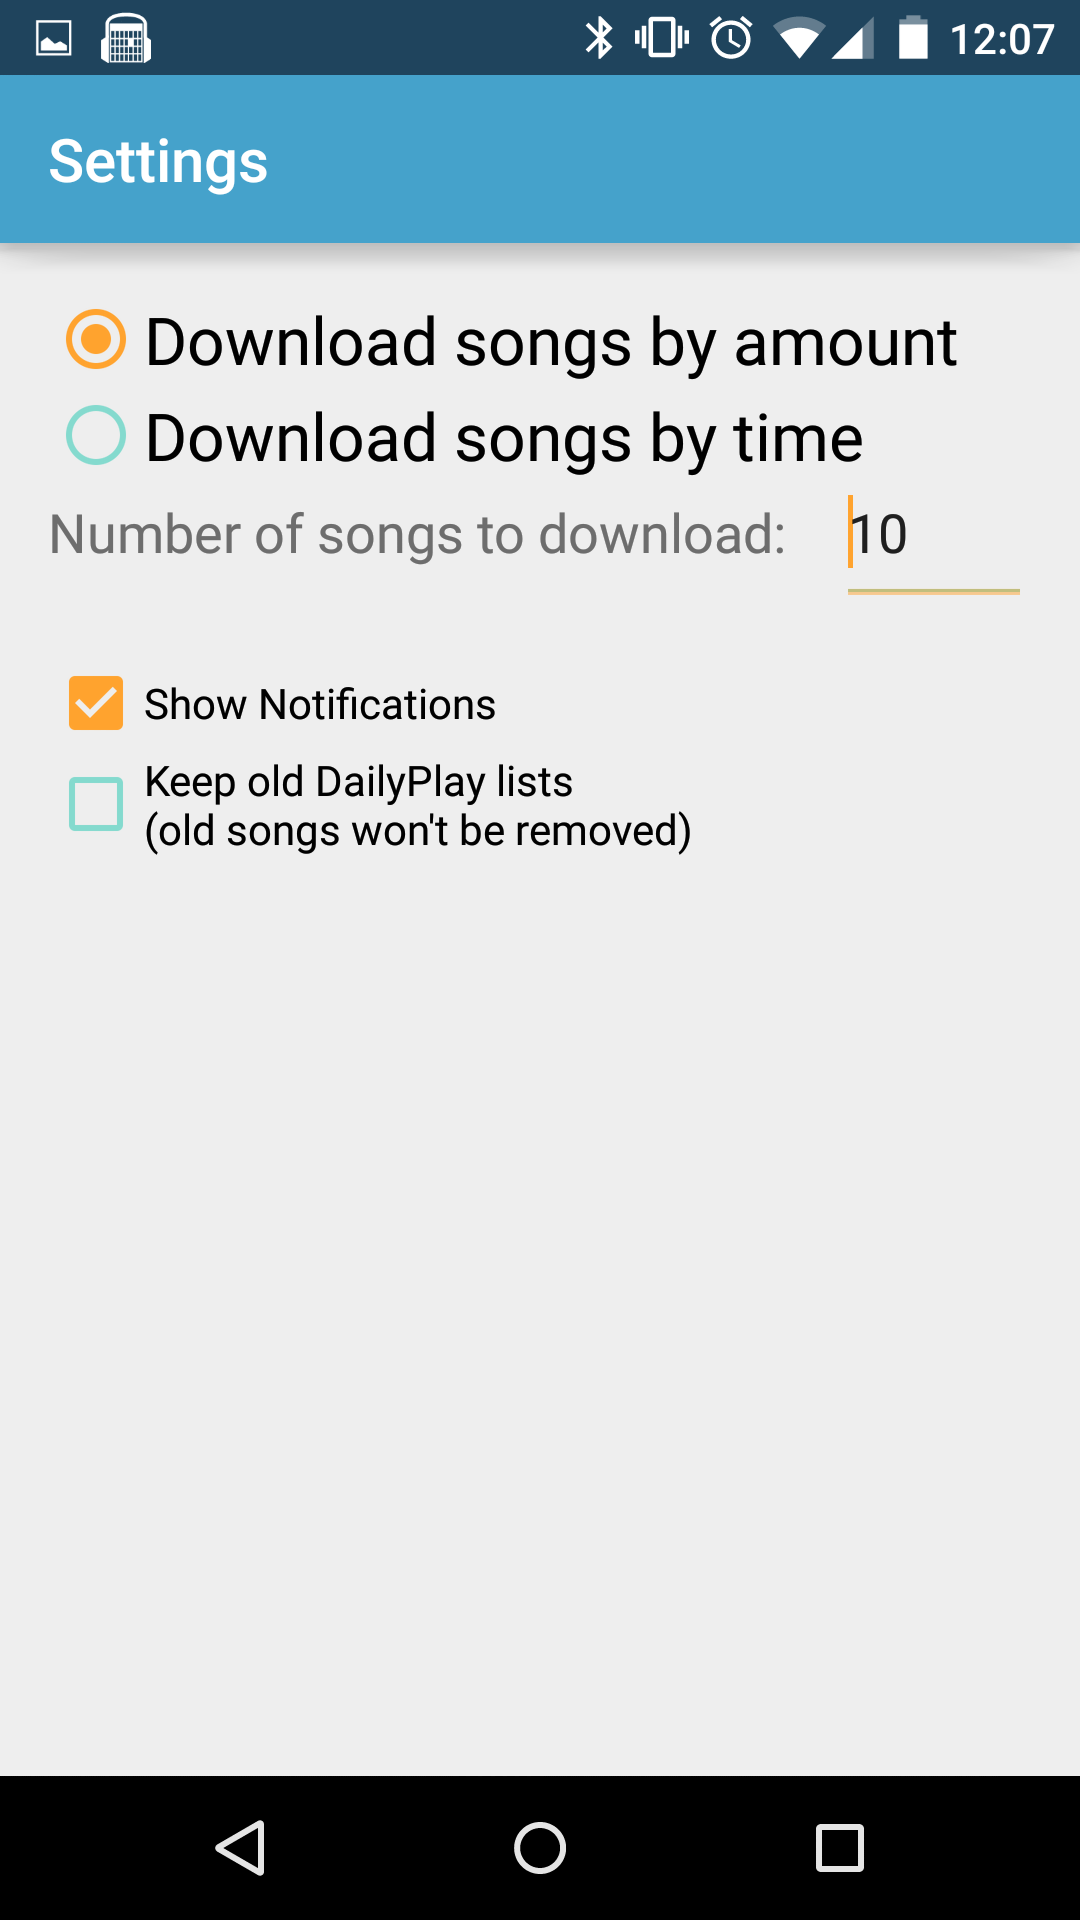 12:07
Settings
Download songs by amount
Download songs by time
Number of songs to download: 10
Show Notifications
Keep old DailyPlay lists
(old songs won't be removed)